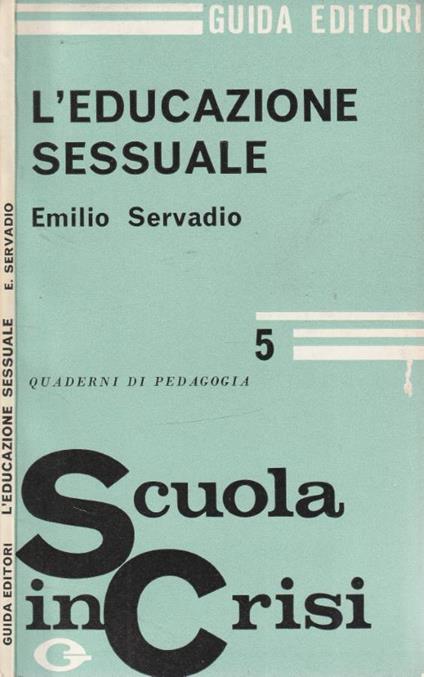 GUIDA EDITORI
L'EDUCAZIONE
SESSUALE
Emilio Servadio
5
QUADERNI DI PEDAGOGIA
Scuola
in Crisi
GUIDA EDITORI L'EDUCAZIONE SESSUALE E. SERVADIO